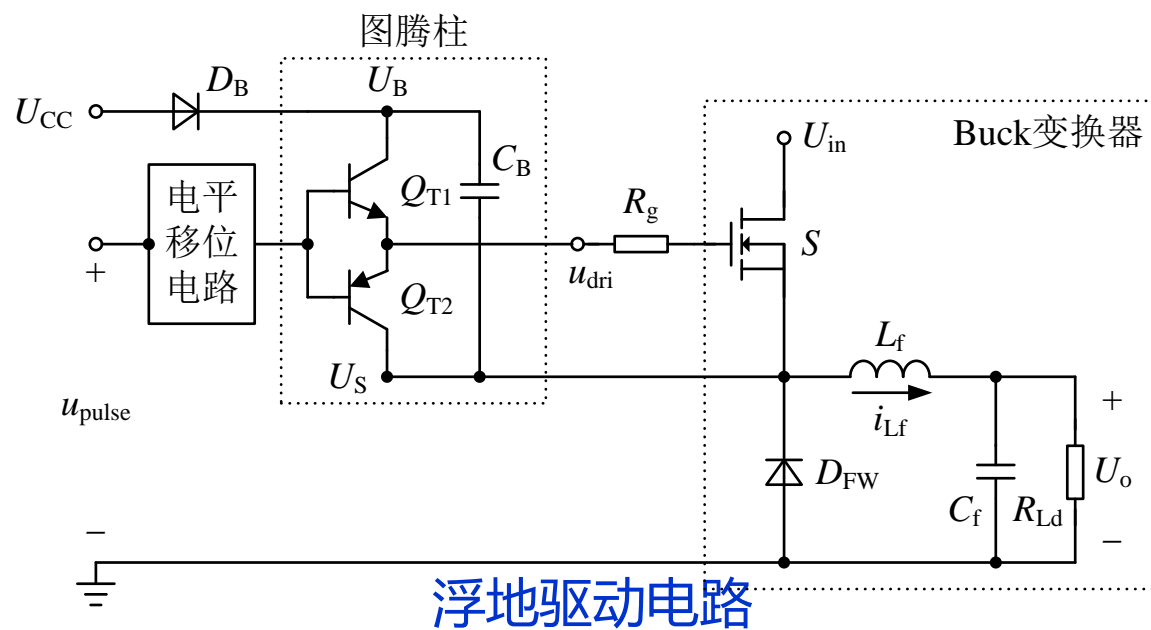 图腾柱
D_B
U_B
U_CC
Buck变换器
U_in
C_B
电平
移位
电路
Q_T1
R_g
S
+
u_dri
Q_T2
L_f
U_S
u_pulse
i_Lf
+
D_FW
U_o
C_f
R_Ld
−
−
浮地驱动电路